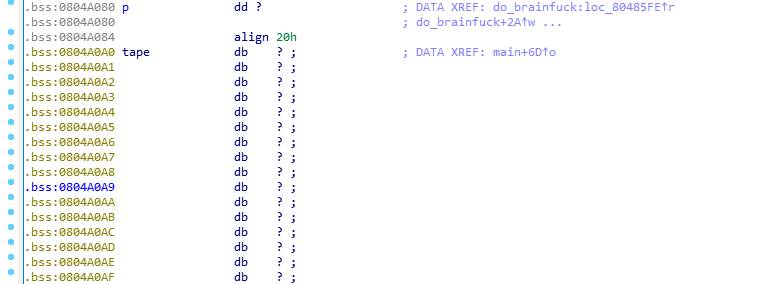 .bss:0804A080 p dd ? ; DATA XREF: do_brainfuck:loc_80485FE↑r
.bss:0804A080 ; do_brainfuck+2A↑w ...
.bss:0804A084 align 20h
.bss:0804A0A0 tape db ? ; ; DATA XREF: main+6D↑o
.bss:0804A0A1 db ? ;
.bss:0804A0A2 db ? ;
.bss:0804A0A3 db ? ;
.bss:0804A0A4 db ? ;
.bss:0804A0A5 db ? ;
.bss:0804A0A6 db ? ;
.bss:0804A0A7 db ? ;
.bss:0804A0A8 db ? ;
.bss:0804A0A9 db ? ;
.bss:0804A0AA db ? ;
.bss:0804A0AB db ? ;
.bss:0804A0AC db ? ;
.bss:0804A0AD db ? ;
.bss:0804A0AE db ? ;
.bss:0804A0AF db ? ;